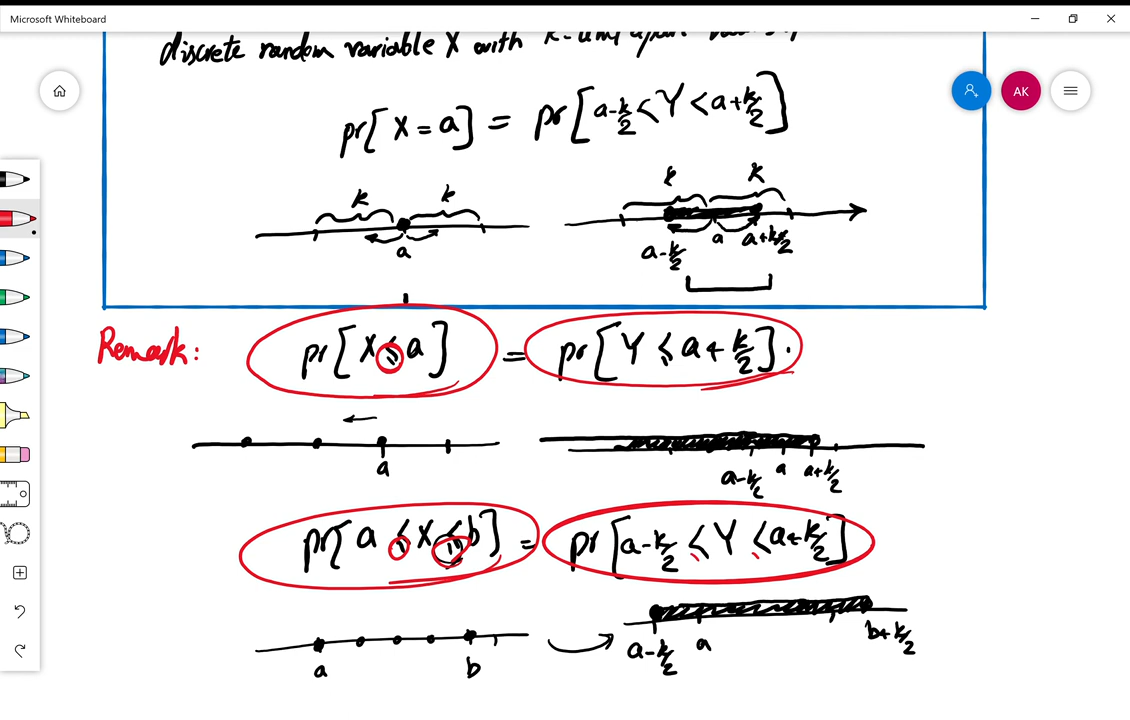 Microsoft Whiteboard
discrete random variable X with
AK
pr[X = a] = pr[a-k/2 < Y < a+k/2]
k k k k
a a-k/2 a a+k/2
Remark: pr[X ≤ a] = pr[Y ≤ a+k/2].
a a-k/2 a a+k/2
pr[a ≤ X ≤ b] = pr[a-k/2 ≤ Y ≤ a+k/2]
a b a-k/2 a b+k/2